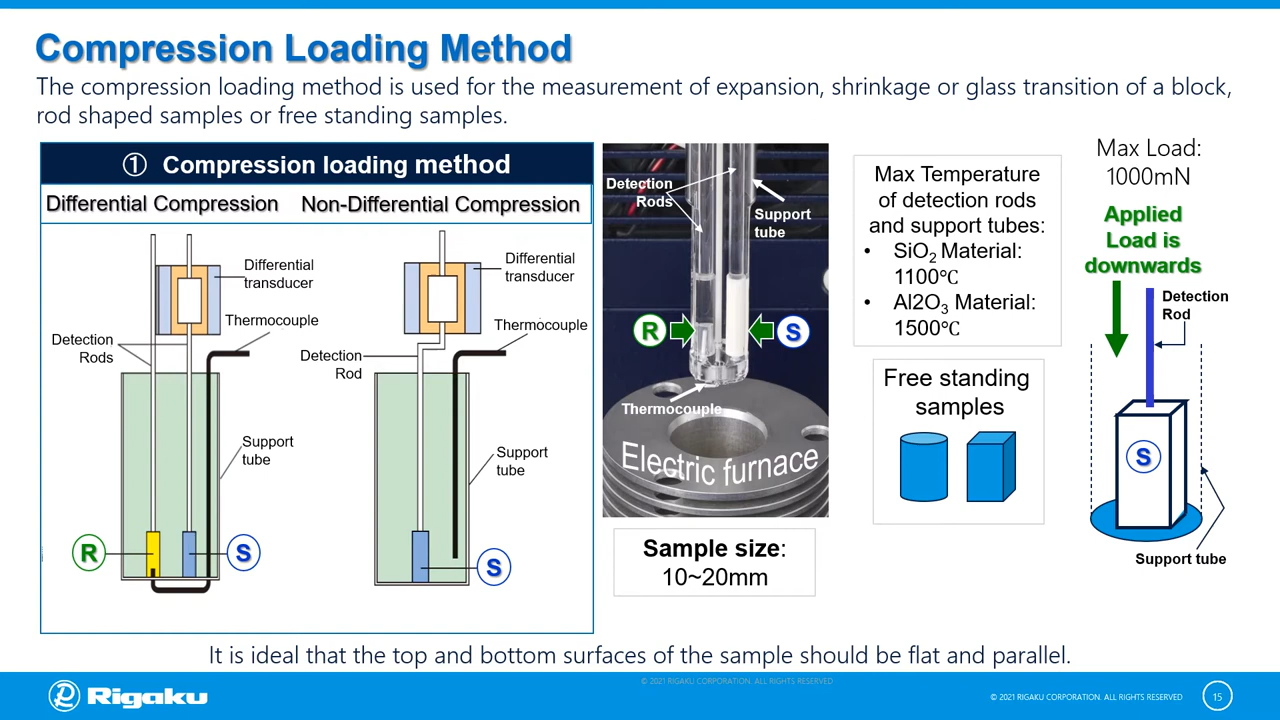 Compression Loading Method
The compression loading method is used for the measurement of expansion, shrinkage or glass transition of a block,
rod shaped samples or free standing samples.
① Compression loading method
Differential Compression Non-Differential Compression
Differential
transducer
Thermocouple
Detection
Rods
Support
tube
R
S
Differential
transducer
Thermocouple
Detection
Rod
Support
tube
S
Detection
Rods
Support
tube
R
S
Thermocouple
Electric furnace
Sample size:
10~20mm
Max Temperature
of detection rods
and support tubes:
• SiO₂ Material:
1100℃
• Al2O₃ Material:
1500℃
Free standing
samples
Max Load:
1000mN
Applied
Load is
downwards
Detection
Rod
S
Support tube
It is ideal that the top and bottom surfaces of the sample should be flat and parallel.
Rigaku
© 2021 RIGAKU CORPORATION. ALL RIGHTS RESERVED
© 2021 RIGAKU CORPORATION. ALL RIGHTS RESERVED
15